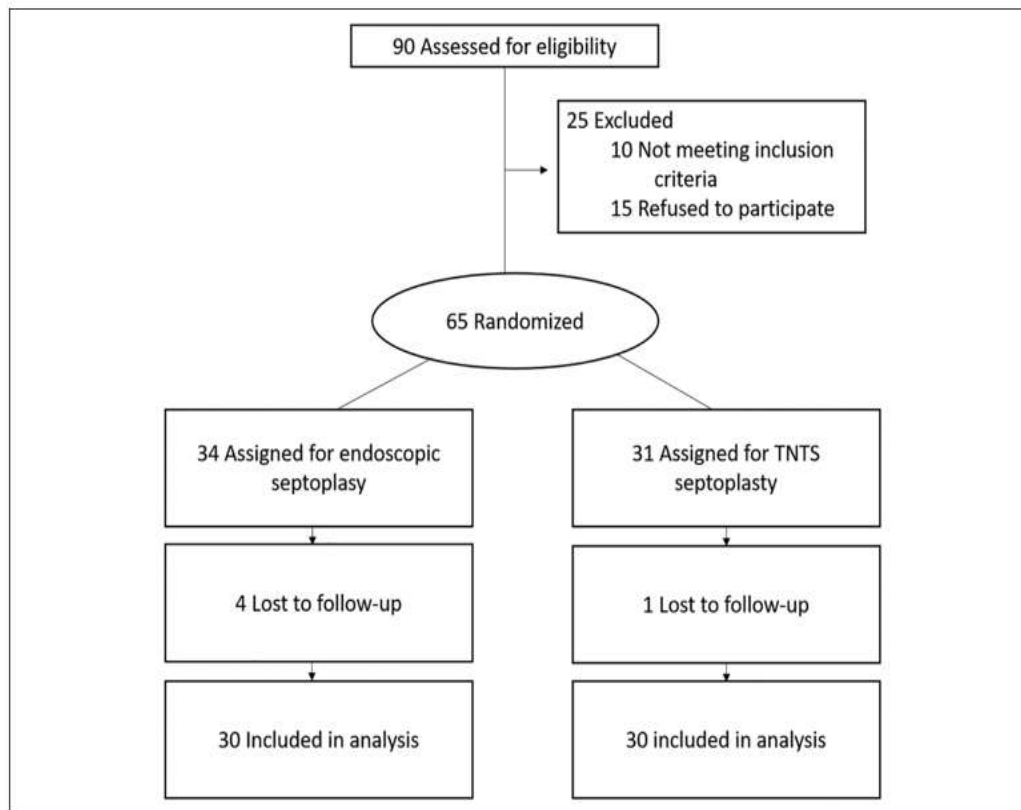 90 Assessed for eligibility
25 Excluded
10 Not meeting inclusion
criteria
15 Refused to participate
65 Randomized
34 Assigned for endoscopic
septoplasy
31 Assigned for TNTS
septoplasty
4 Lost to follow-up
1 Lost to follow-up
30 Included in analysis
30 included in analysis